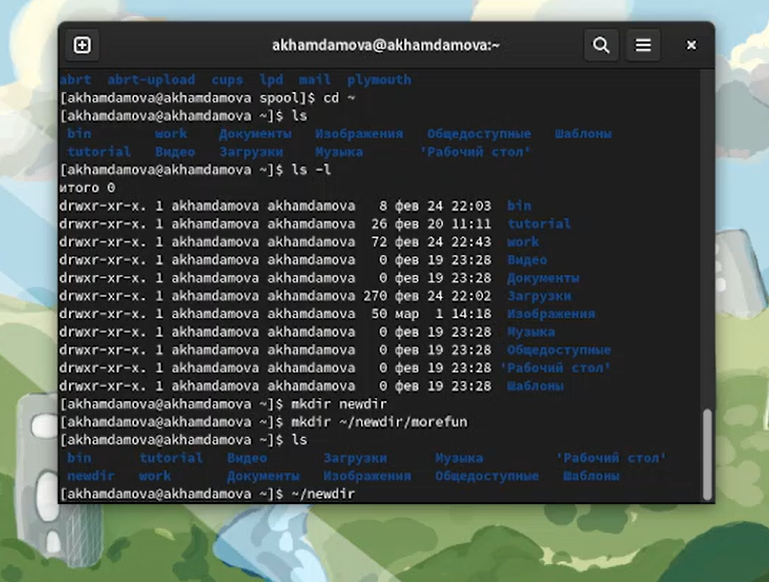 akhamdamova@akhamdamova:~
abrt abrt-upload cups lpd mail plymouth
[akhamdamova@akhamdamova spool]$ cd ~
[akhamdamova@akhamdamova ~]$ ls
bin work Документы Изображения Общедоступные Шаблоны
tutorial Видео Загрузки Музыка 'Рабочий стол'
[akhamdamova@akhamdamova ~]$ ls -l
итого 0
drwxr-xr-x. 1 akhamdamova akhamdamova 8 фев 24 22:03 bin
drwxr-xr-x. 1 akhamdamova akhamdamova 26 фев 20 11:11 tutorial
drwxr-xr-x. 1 akhamdamova akhamdamova 72 фев 24 22:43 work
drwxr-xr-x. 1 akhamdamova akhamdamova 0 фев 19 23:28 Видео
drwxr-xr-x. 1 akhamdamova akhamdamova 0 фев 19 23:28 Документы
drwxr-xr-x. 1 akhamdamova akhamdamova 270 фев 24 22:02 Загрузки
drwxr-xr-x. 1 akhamdamova akhamdamova 50 мар 1 14:18 Изображения
drwxr-xr-x. 1 akhamdamova akhamdamova 0 фев 19 23:28 Музыка
drwxr-xr-x. 1 akhamdamova akhamdamova 0 фев 19 23:28 Общедоступные
drwxr-xr-x. 1 akhamdamova akhamdamova 0 фев 19 23:28 'Рабочий стол'
drwxr-xr-x. 1 akhamdamova akhamdamova 0 фев 19 23:28 Шаблоны
[akhamdamova@akhamdamova ~]$ mkdir newdir
[akhamdamova@akhamdamova ~]$ mkdir ~/newdir/morefun
[akhamdamova@akhamdamova ~]$ ls
bin tutorial Видео Загрузки Музыка 'Рабочий стол'
newdir work Документы Изображения Общедоступные Шаблоны
[akhamdamova@akhamdamova ~]$ ~/newdir